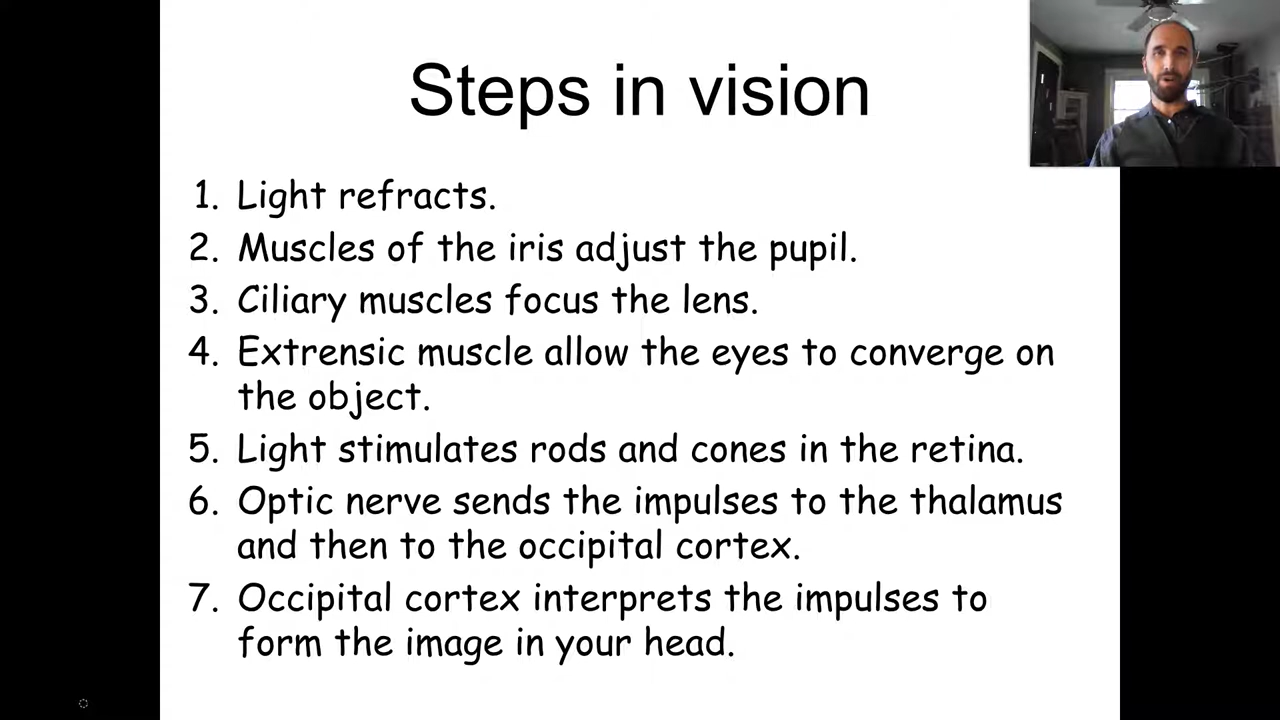 Steps in vision
1. Light refracts.
2. Muscles of the iris adjust the pupil.
3. Ciliary muscles focus the lens.
4. Extrensic muscle allow the eyes to converge on
the object.
5. Light stimulates rods and cones in the retina.
6. Optic nerve sends the impulses to the thalamus
and then to the occipital cortex.
7. Occipital cortex interprets the impulses to
form the image in your head.